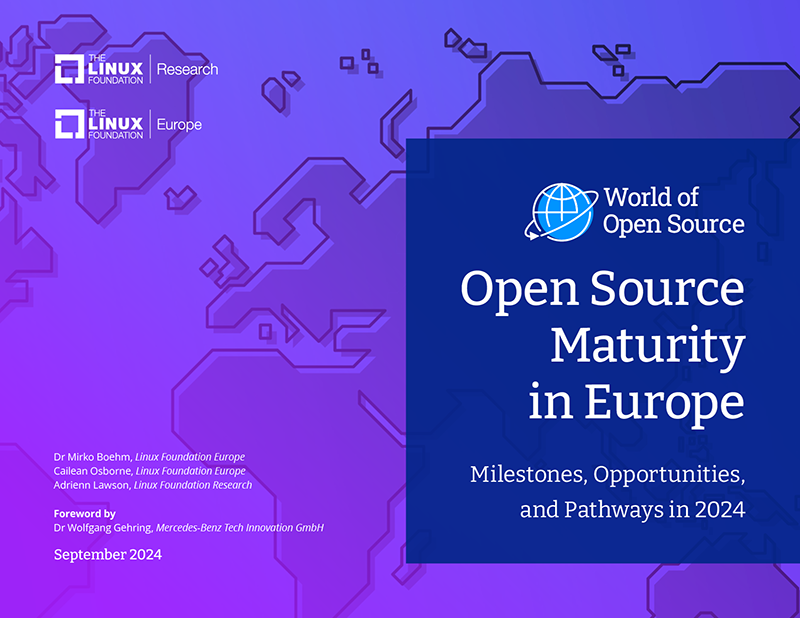 THE
LINUX
FOUNDATION
Research
THE
LINUX
FOUNDATION
Europe
World of
Open Source
Open Source
Maturity
in Europe
Milestones, Opportunities,
and Pathways in 2024
Dr Mirko Boehm, Linux Foundation Europe
Cailean Osborne, Linux Foundation Europe
Adrienn Lawson, Linux Foundation Research
Foreword by
Dr Wolfgang Gehring, Mercedes-Benz Tech Innovation GmbH
September 2024